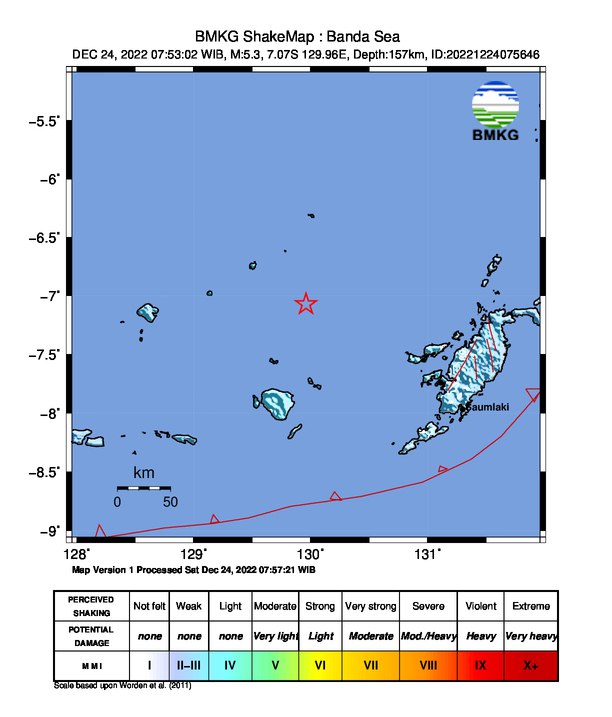 BMKG ShakeMap : Banda Sea
DEC 24, 2022 07:53:02 WIB, M:5.3, 7.07S 129.96E, Depth:157km, ID:20221224075646
BMKG
−5.5°
−6°
−6.5°
−7°
−7.5°
−8°
−8.5°
−9°
Saumlaki
km
0 50
128° 129° 130° 131°
Map Version 1 Processed Sat Dec 24, 2022 07:57:21 WIB
PERCEIVED SHAKING Not felt Weak Light Moderate Strong Very strong Severe Violent Extreme
POTENTIAL DAMAGE none none none Very light Light Moderate Mod./Heavy Heavy Very heavy
MMI I II–III IV V VI VII VIII IX X+
Scale based upon Worden et al. (2011)